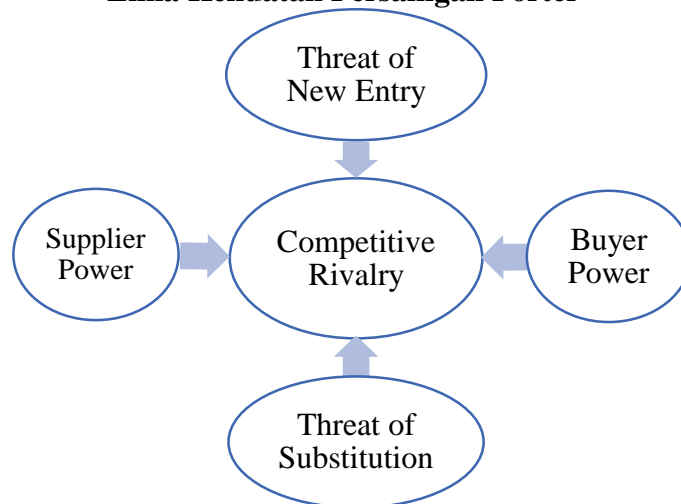 Threat of
New Entry
Supplier
Power
Competitive
Rivalry
Buyer
Power
Threat of
Substitution